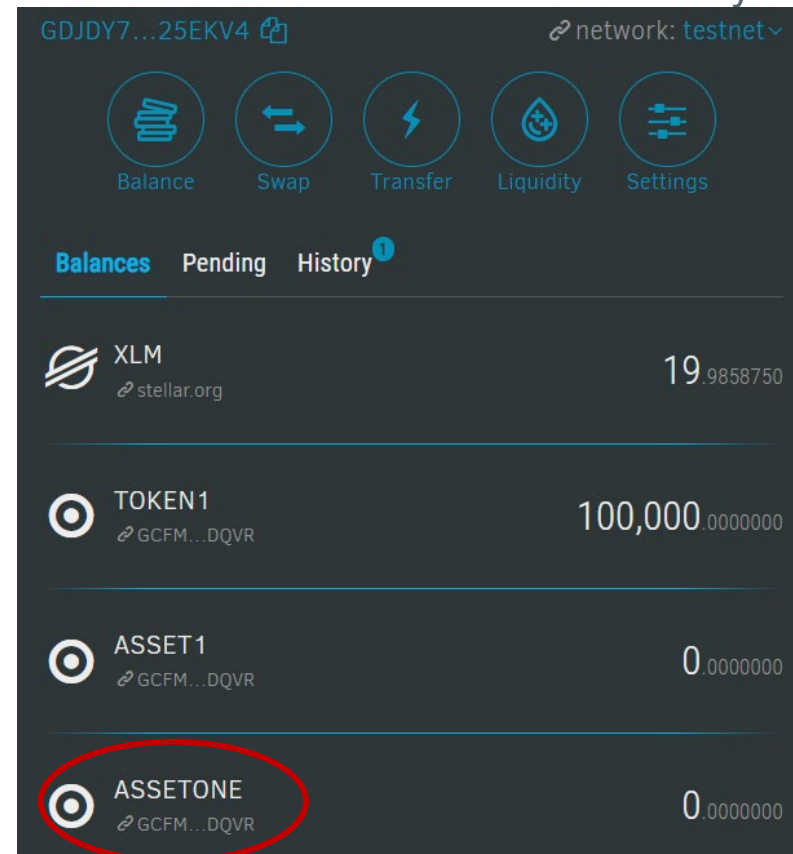 GDJDY7...25EKV4 network: testnet
Balance Swap Transfer Liquidity Settings
Balances Pending History 1
XLM 19.9858750
stellar.org
TOKEN1 100,000.0000000
GCFM...DQVR
ASSET1 0.0000000
GCFM...DQVR
ASSETONE 0.0000000
GCFM...DQVR